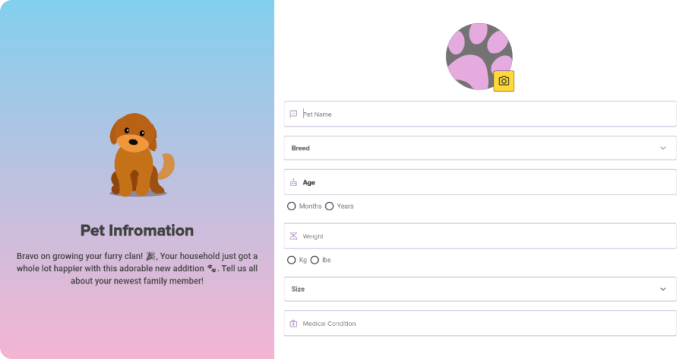 Pet Infromation
Bravo on growing your furry clan! 🎉, Your household just got a
whole lot happier with this adorable new addition 🐾. Tell us all
about your newest family member!
Pet Name
Breed
Age
Months Years
Weight
Kg lbs
Size
Medical Condition